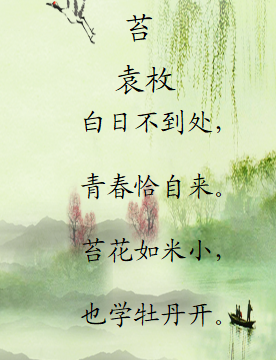 苔
袁枚
白日不到处，
青春恰自来。
苔花如米小，
也学牡丹开。